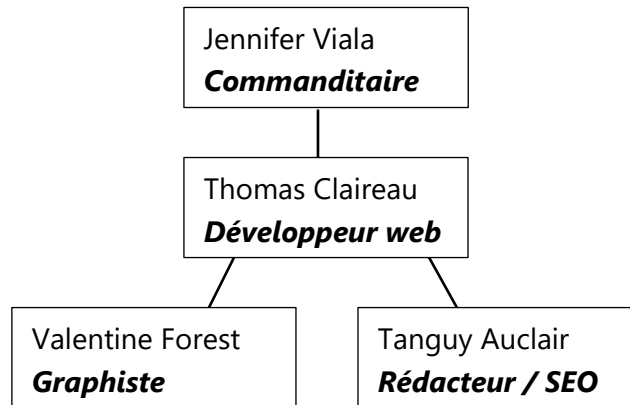 Jennifer Viala
Commanditaire
Thomas Claireau
Développeur web
Valentine Forest
Graphiste
Tanguy Auclair
Rédacteur / SEO